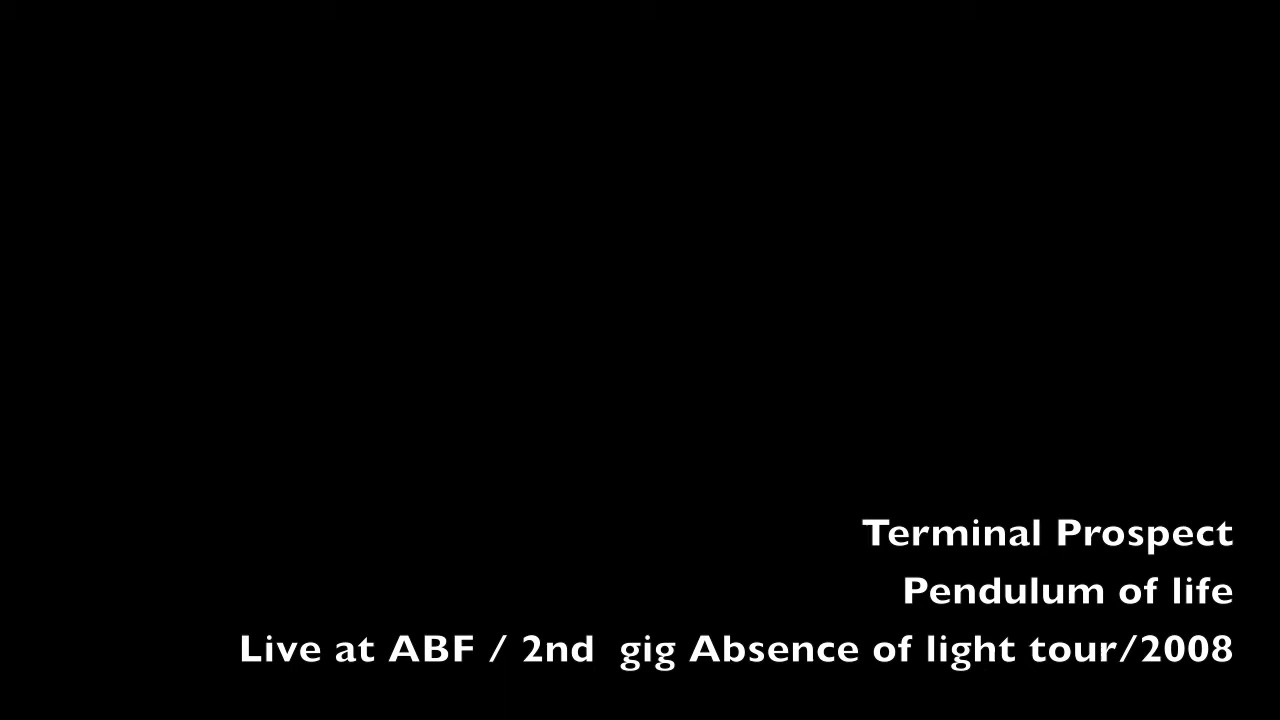 Terminal Prospect
Pendulum of life
Live at ABF / 2nd  gig Absence of light tour/2008